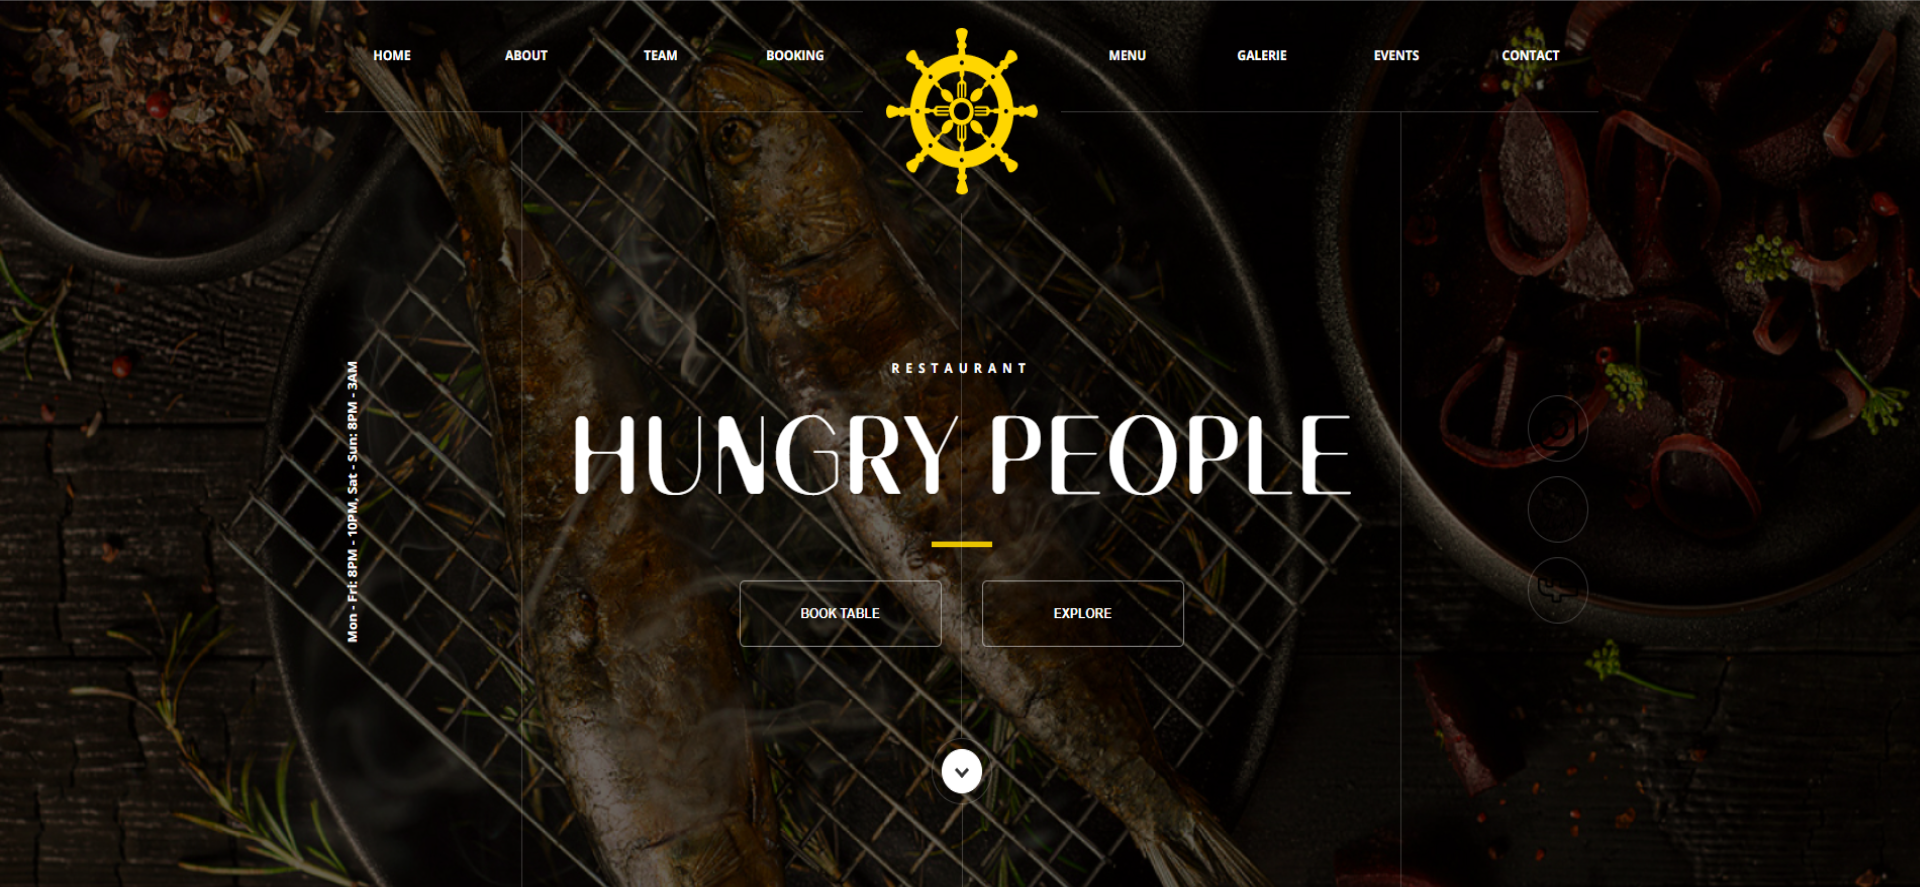 HOME
ABOUT
TEAM
BOOKING
MENU
GALERIE
EVENTS
CONTACT
Mon - Fri: 8PM - 10PM, Sat - Sun: 8PM - 3AM
RESTAURANT
HUNGRY PEOPLE
BOOK TABLE
EXPLORE